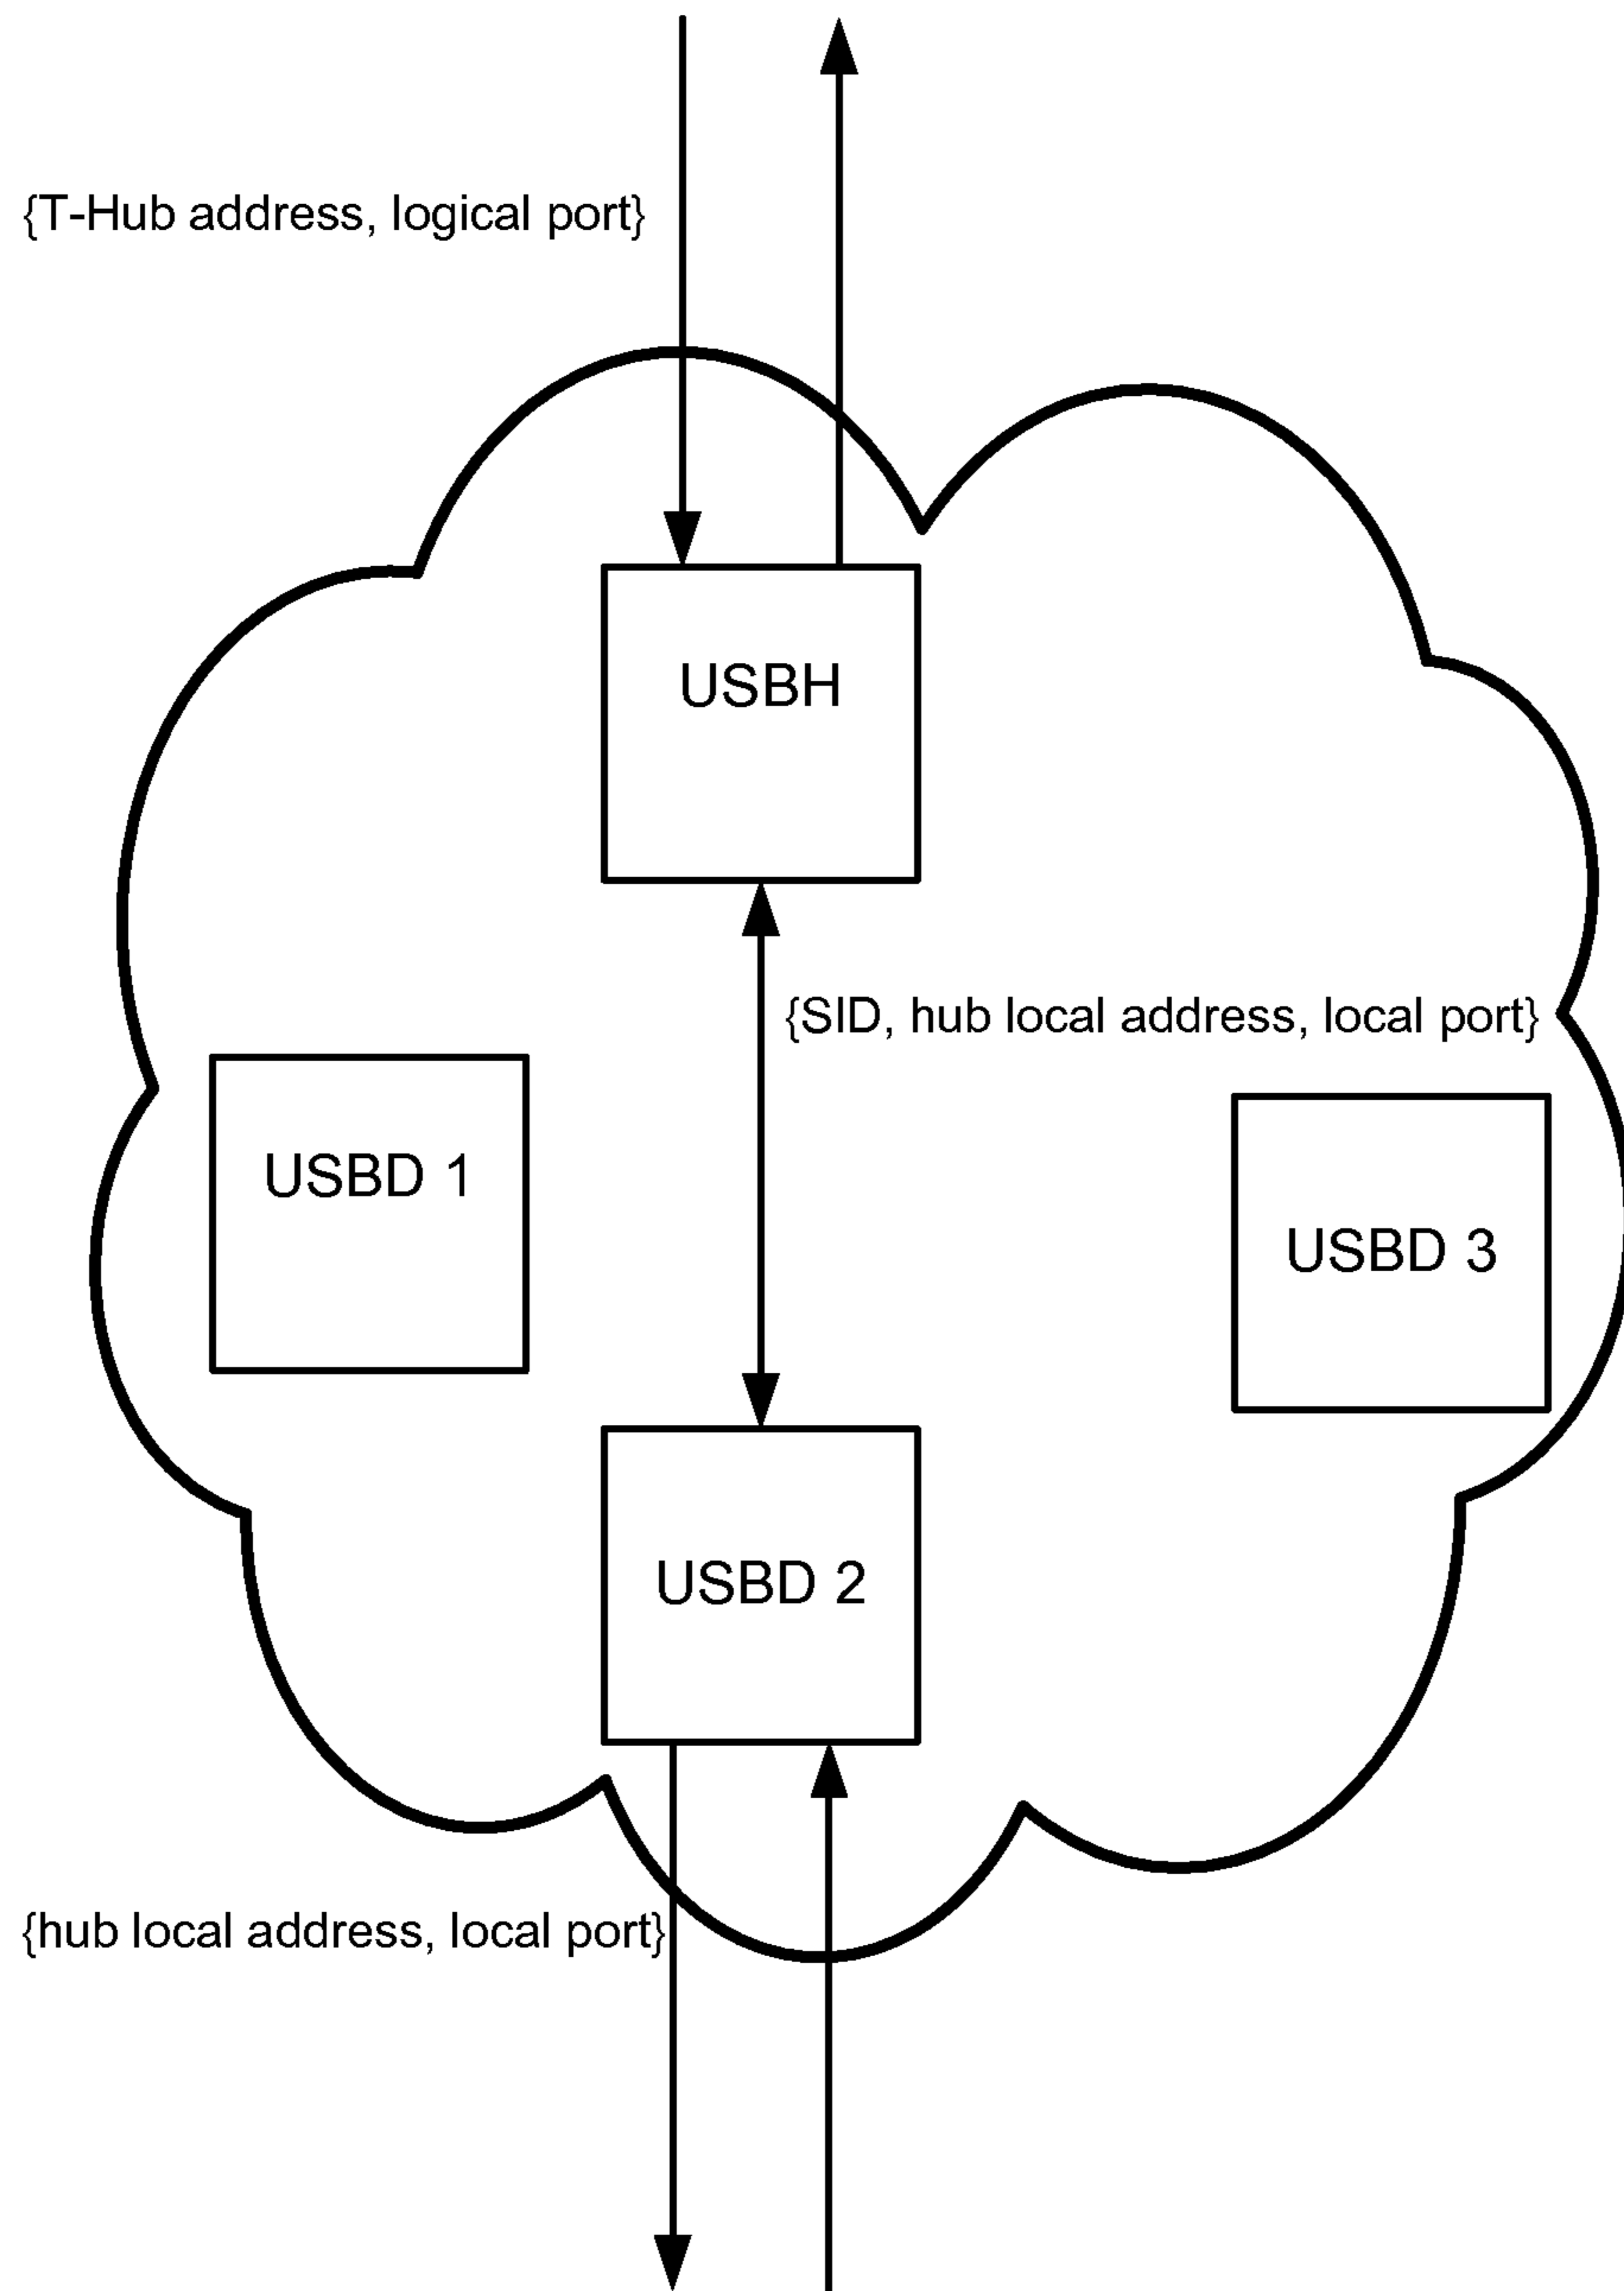 {T-Hub address, logical port}
USBH
{SID, hub local address, local port}
USBD 1
USBD 3
USBD 2
{hub local address, local port}